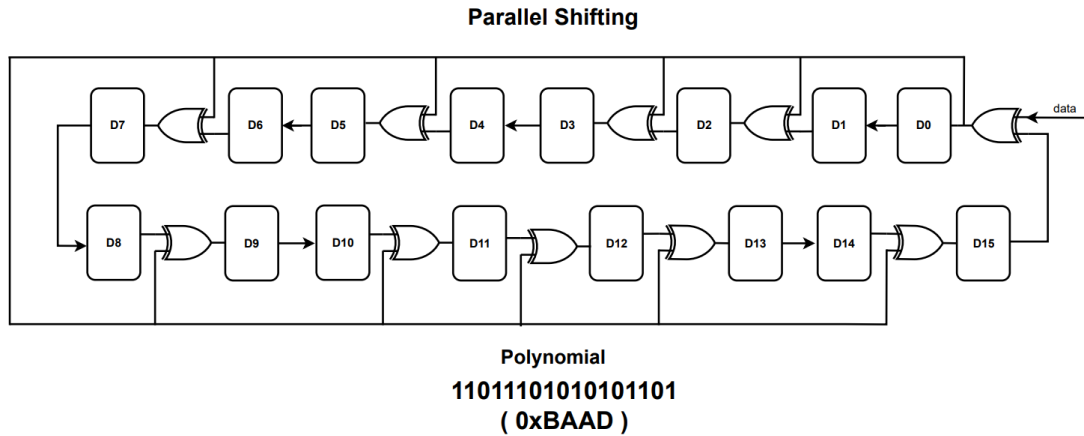 Parallel Shifting
data
D7
D6
D5
D4
D3
D2
D1
D0
D8
D9
D10
D11
D12
D13
D14
D15
Polynomial
11011101010101101
( 0xBAAD )